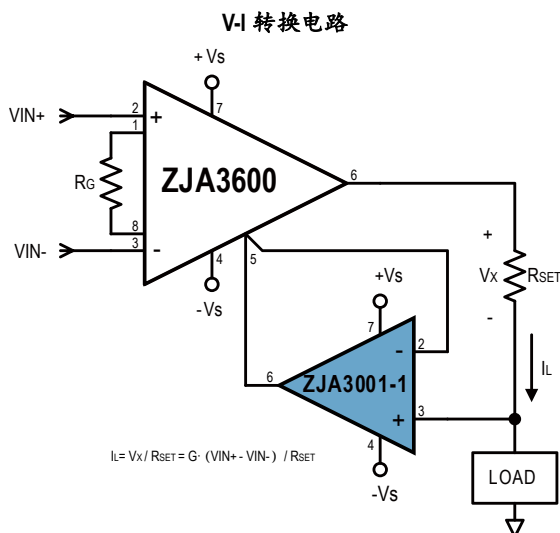 V-I 转换电路
+Vs
7
VIN+
2
+
1
RG
ZJA3600
6
8
VIN-
3
-
4
5
-Vs
+
VX
RSET
-
+Vs
7
2
-
6
ZJA3001-1
IL
+
3
4
IL= VX / RSET = G· (VIN+ - VIN-) / RSET
-Vs
LOAD